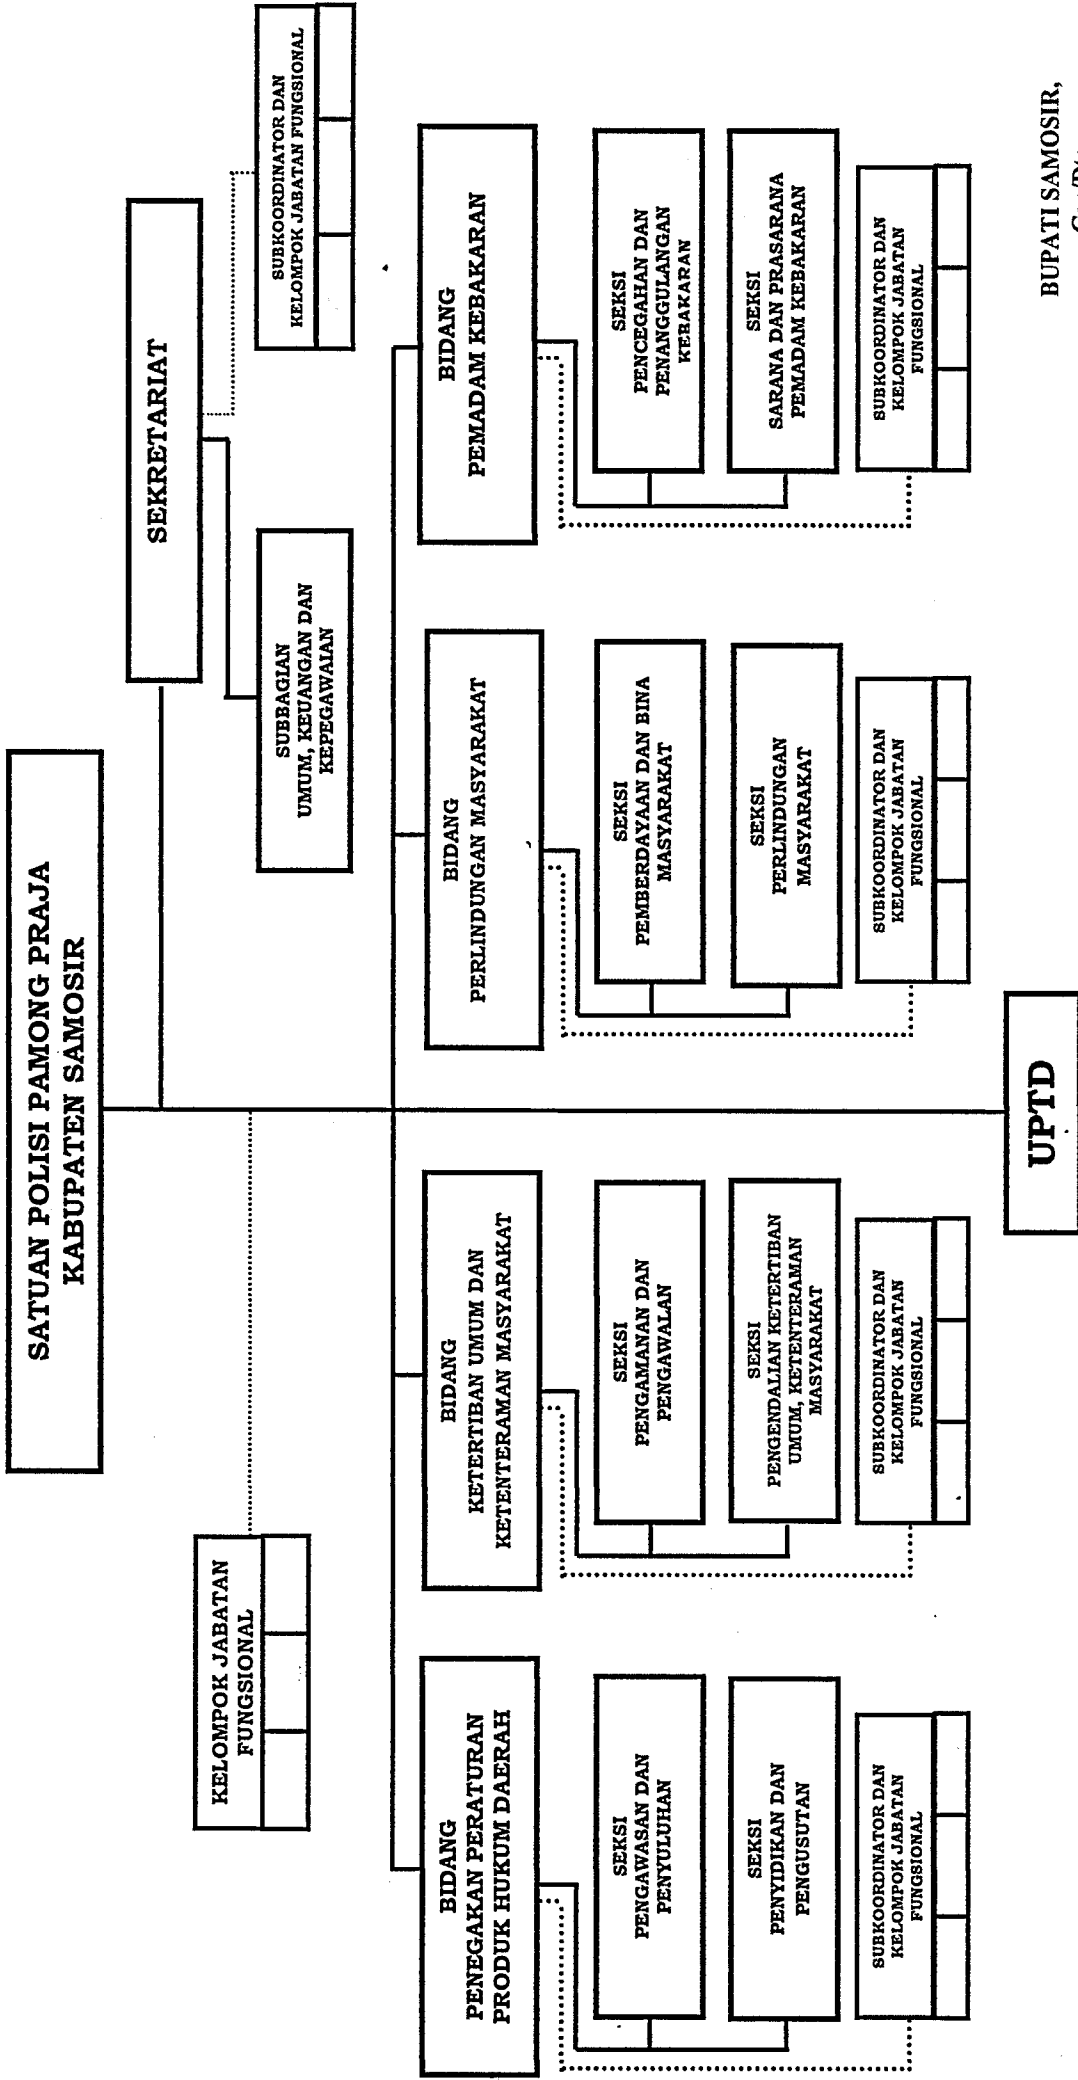 SATUAN POLISI PAMONG PRAJA
KABUPATEN SAMOSIR
SEKRETARIAT
KELOMPOK JABATAN
FUNGSIONAL
SUBBAGIAN
UMUM, KEUANGAN DAN
KEPEGAWAIAN
SUBKOORDINATOR DAN
KELOMPOK JABATAN FUNGSIONAL
BIDANG
PENEGAKAN PERATURAN
PRODUK HUKUM DAERAH
BIDANG
KETERTIBAN UMUM DAN
KETENTERAMAN MASYARAKAT
BIDANG
PERLINDUNGAN MASYARAKAT
BIDANG
PEMADAM KEBAKARAN
SEKSI
PENGAWASAN DAN
PENYULUHAN
SEKSI
PENGAMANAN DAN
PENGAWALAN
SEKSI
PEMBERDAYAAN DAN BINA
MASYARAKAT
SEKSI
PENCEGAHAN DAN
PENANGGULANGAN
KEBAKARAN
SEKSI
PENYIDIKAN DAN
PENGUSUTAN
SEKSI
PENGENDALIAN KETERTIBAN
UMUM, KETENTERAMAN
MASYARAKAT
SEKSI
PERLINDUNGAN
MASYARAKAT
SEKSI
SARANA DAN PRASARANA
PEMADAM KEBAKARAN
SUBKOORDINATOR DAN
KELOMPOK JABATAN
FUNGSIONAL
SUBKOORDINATOR DAN
KELOMPOK JABATAN
FUNGSIONAL
SUBKOORDINATOR DAN
KELOMPOK JABATAN
FUNGSIONAL
SUBKOORDINATOR DAN
KELOMPOK JABATAN
FUNGSIONAL
UPTD
BUPATI SAMOSIR,